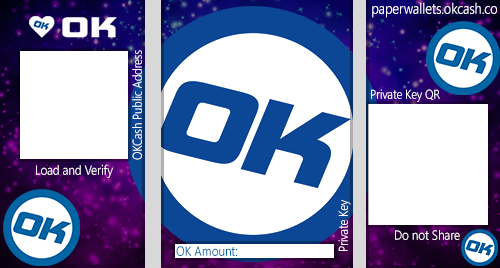 OK
OKCash Public Address
Load and Verify
OK
OK
Private Key
OK Amount:
paperwallets.okcash.co
OK
Private Key QR
Do not Share
OK